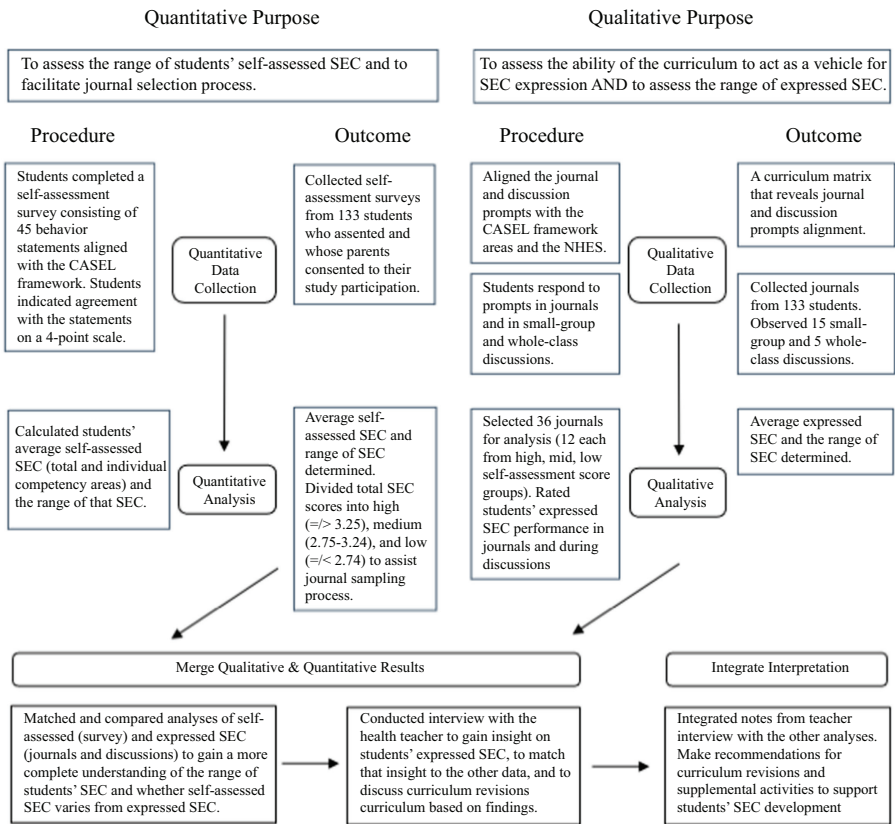 Quantitative Purpose
To assess the range of students' self-assessed SEC and to
facilitate journal selection process.
Procedure
Outcome
Students completed a
self-assessment
survey consisting of
45 behavior
statements aligned
with the CASEL
framework. Students
indicated agreement
with the statements
on a 4-point scale.
Quantitative
Data
Collection
Collected self-
assessment surveys
from 133 students
who assented and
whose parents
consented to their
study participation.
Calculated students'
average self-assessed
SEC (total and individual
competency areas) and
the range of that SEC.
Quantitative
Analysis
Average self-
assessed SEC and
range of SEC
determined.
Divided total SEC
scores into high
(=/> 3.25), medium
(2.75-3.24), and low
(=/< 2.74) to assist
journal sampling
process.
Qualitative Purpose
To assess the ability of the curriculum to act as a vehicle for
SEC expression AND to assess the range of expressed SEC.
Procedure
Outcome
Aligned the journal
and discussion
prompts with the
CASEL framework
areas and the NHES.
Students respond to
prompts in journals
and in small-group
and whole-class
discussions.
Qualitative
Data
Collection
A curriculum matrix
that reveals journal
and discussion
prompts alignment.
Collected journals
from 133 students.
Observed 15 small-
group and 5 whole-
class discussions.
Selected 36 journals
for analysis (12 each
from high, mid, low
self-assessment score
groups). Rated
students' expressed
SEC performance in
journals and during
discussions
Qualitative
Analysis
Average expressed
SEC and the range of
SEC determined.
Merge Qualitative & Quantitative Results
Integrate Interpretation
Matched and compared analyses of self-
assessed (survey) and expressed SEC
(journals and discussions) to gain a more
complete understanding of the range of
students' SEC and whether self-assessed
SEC varies from expressed SEC.
Conducted interview with the
health teacher to gain insight on
students' expressed SEC, to match
that insight to the other data, and to
discuss curriculum revisions
curriculum based on findings.
Integrated notes from teacher
interview with the other analyses.
Make recommendations for
curriculum revisions and
supplemental activities to support
students' SEC development